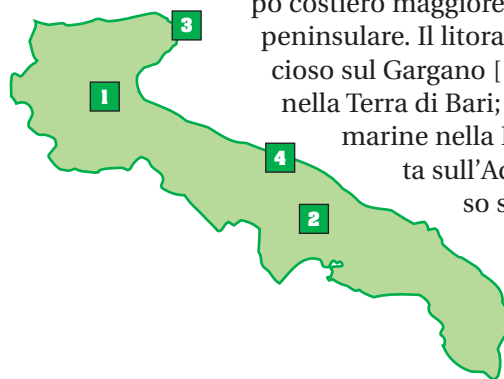 po costiero maggiore
peninsulare. Il litora
cioso sul Gargano [
nella Terra di Bari;
marine nella
ta sull'A
so s
3
1
4
2